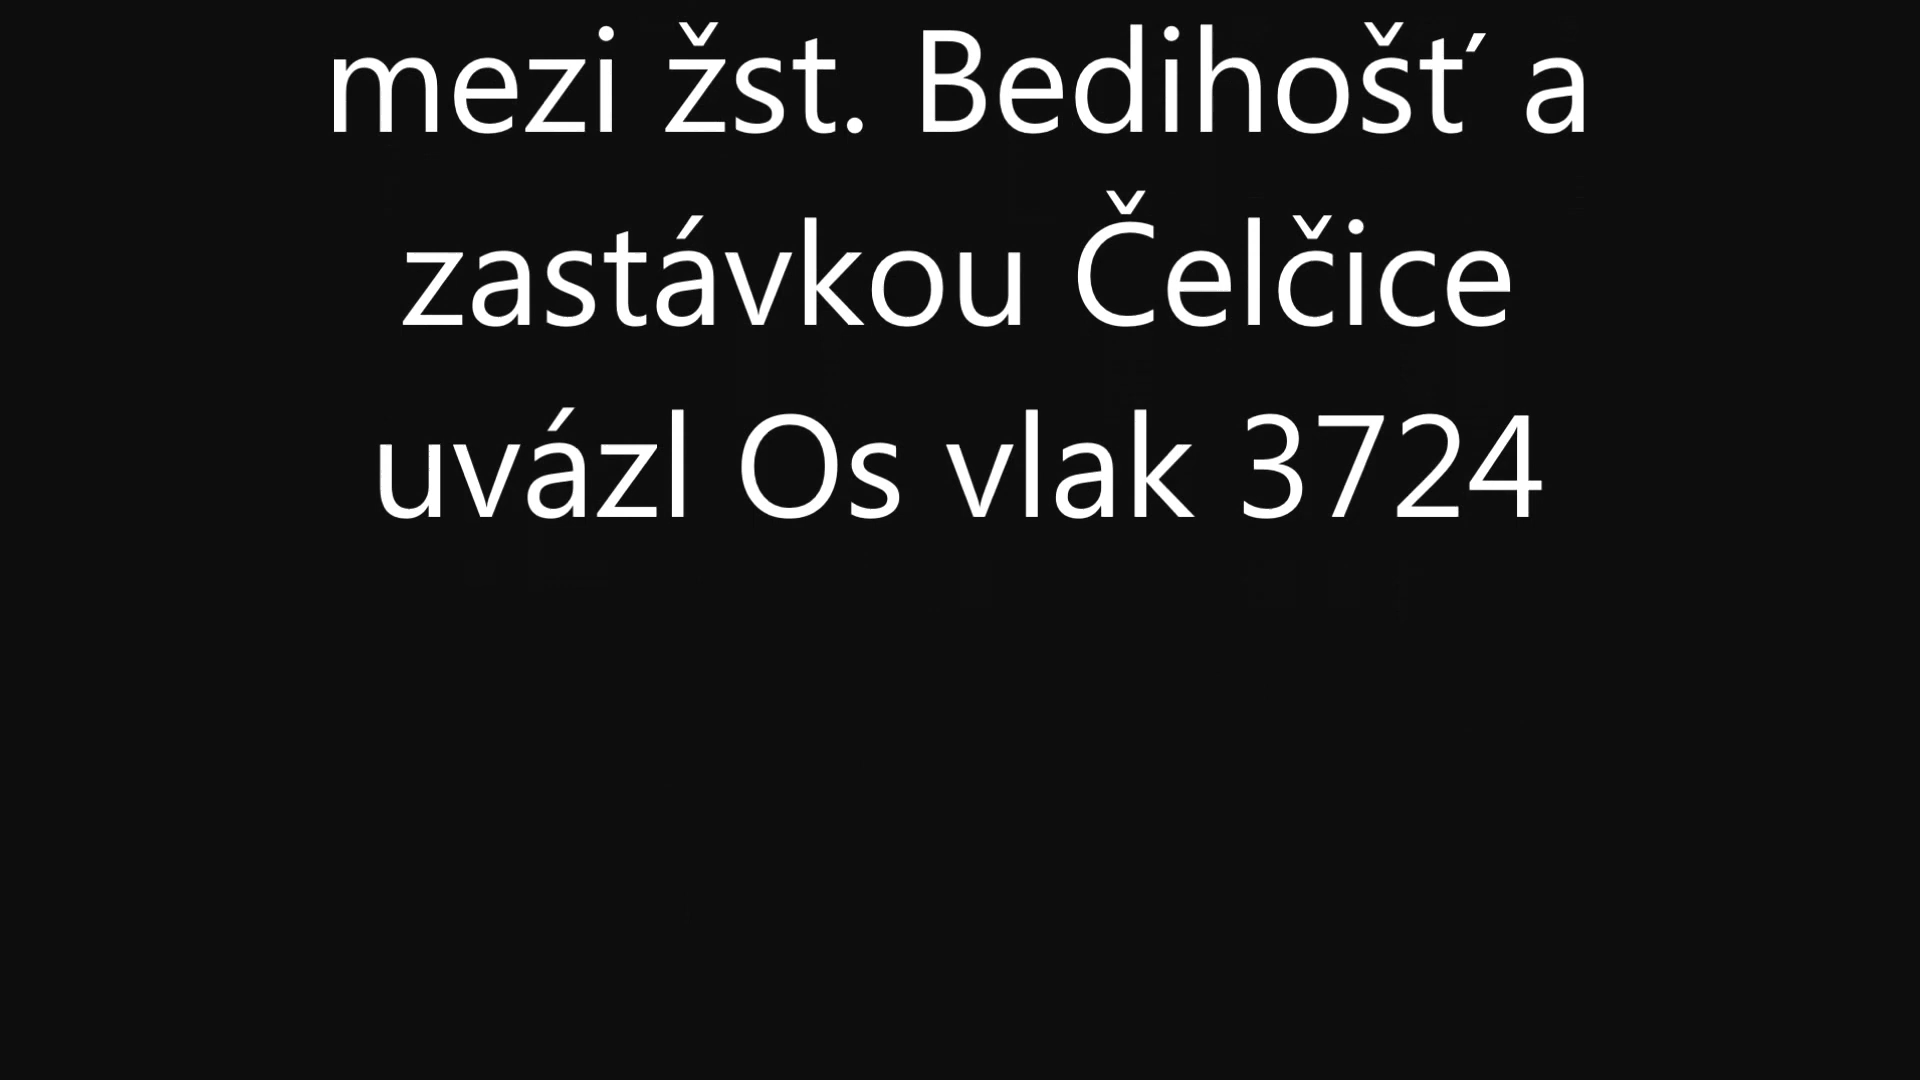 mezi žst. Bedihošť a
zastávkou Čelčice
uvázl Os vlak 3724